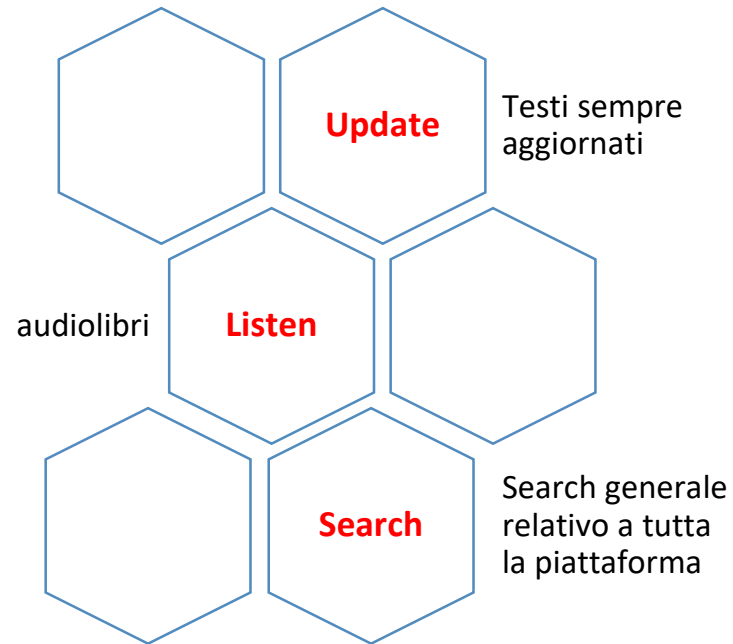 Update
Testi sempre
aggiornati
audiolibri
Listen
Search
Search generale
relativo a tutta
la piattaforma